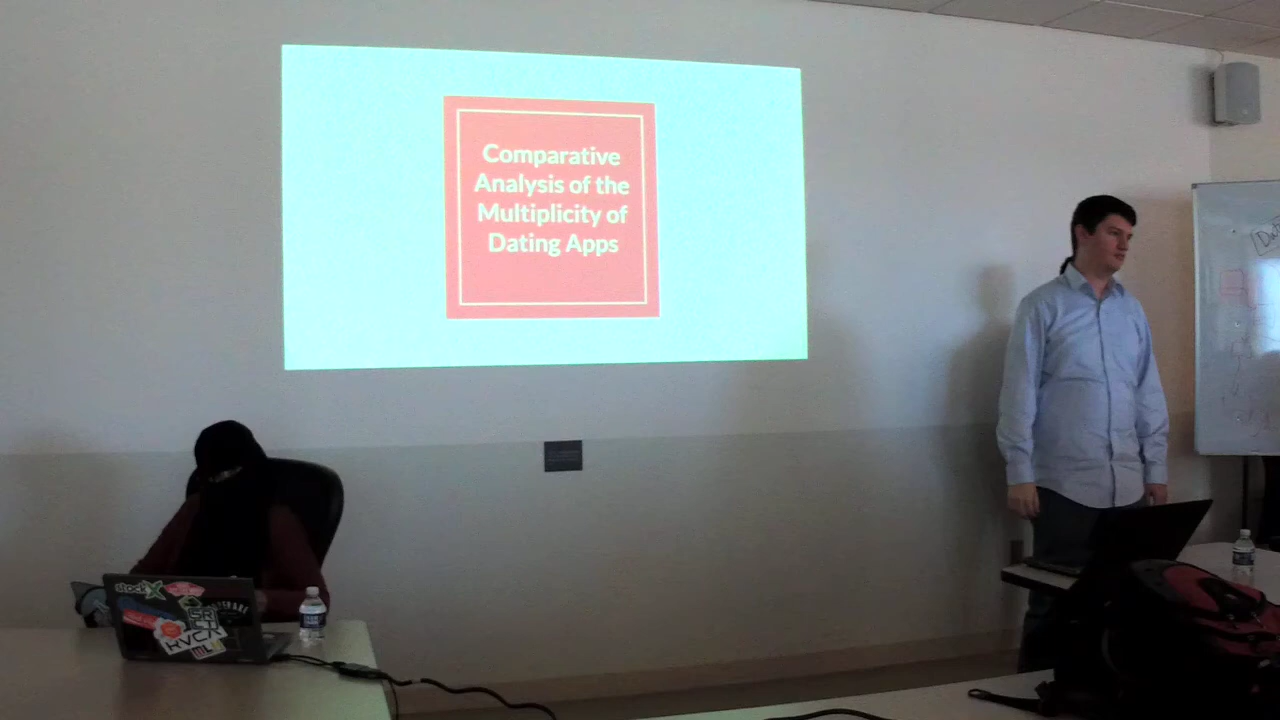 Comparative
Analysis of the
Multiplicity of
Dating Apps
stockX
RVCA